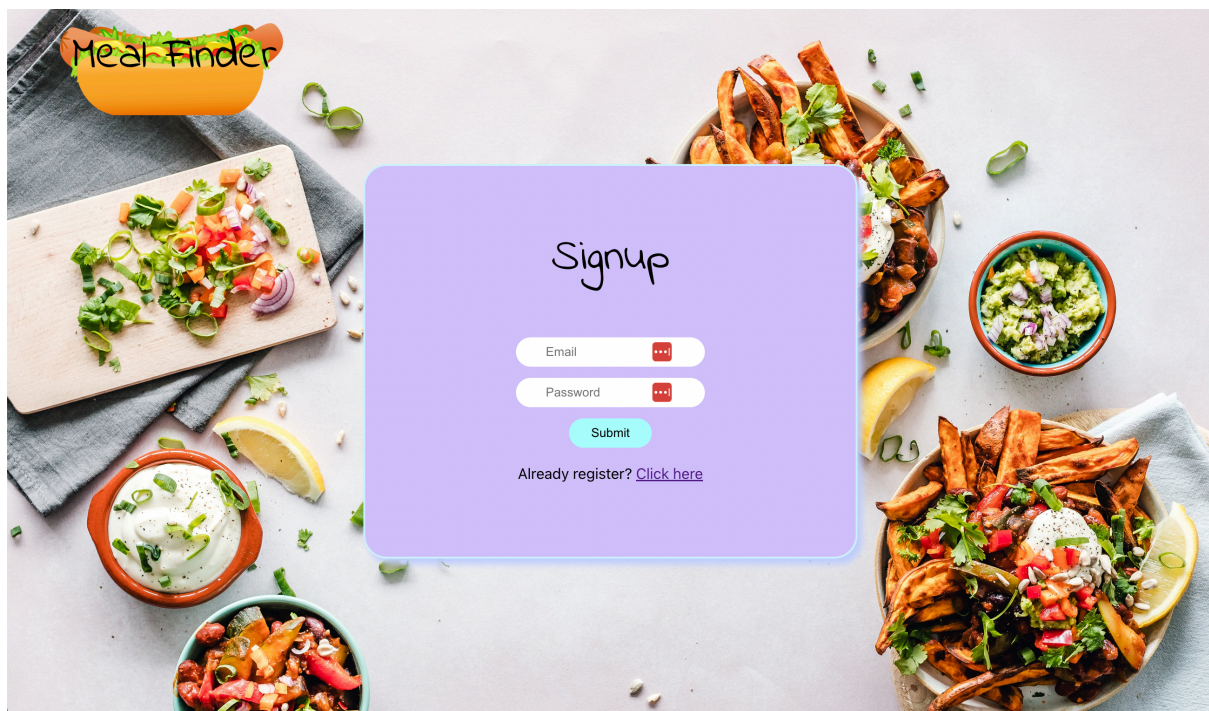 Meal Finder
Signup
Email
Password
Submit
Already register? Click here